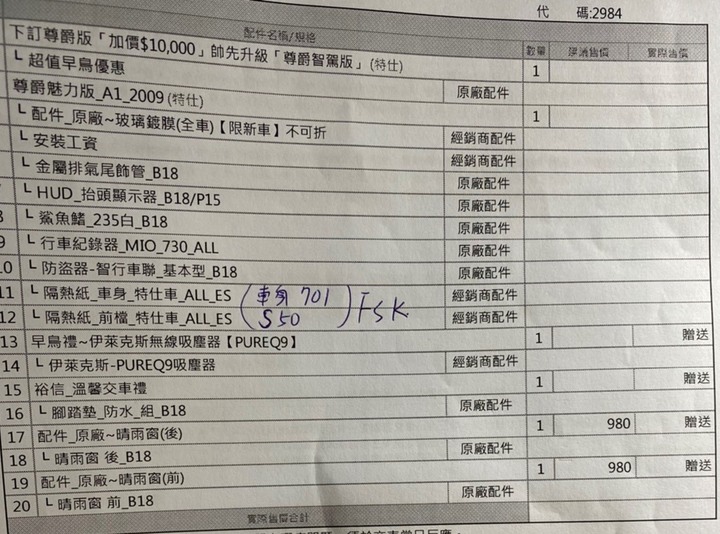 代 碼:2984
配件名稱/規格 數量 建議售價 實際售價
下訂尊爵版「加價$10,000」帥先升級「尊爵智駕版」(特仕) 1
└ 超值早鳥優惠 原廠配件
尊爵魅力版_A1_2009(特仕) 1
└ 配件_原廠~玻璃鍍膜(全車)【限新車】不可折 經銷商配件
└ 安裝工資 經銷商配件
└ 金屬排氣尾飾管_B18 原廠配件
└ HUD_抬頭顯示器_B18/P15 原廠配件
8 └ 鯊魚鰭_235白_B18 原廠配件
9 └ 行車紀錄器_MIO_730_ALL 原廠配件
10 └ 防盜器-智行車聯_基本型_B18 原廠配件
11 └ 隔熱紙_車身_特仕車_ALL_ES (車身 701) FSK 經銷商配件
12 └ 隔熱紙_前檔_特仕車_ALL_ES (S50) 經銷商配件
13 早鳥禮~伊萊克斯無線吸塵器【PUREQ9】 1 贈送
14 └ 伊萊克斯-PUREQ9吸塵器 經銷商配件
15 裕信_溫馨交車禮 1 贈送
16 └ 腳踏墊_防水_組_B18 原廠配件
17 配件_原廠~晴雨窗(後) 1 980 贈送
18 └ 晴雨窗 後_B18 原廠配件
19 配件_原廠~晴雨窗(前) 1 980 贈送
20 └ 晴雨窗 前_B18 原廠配件
實際售價合計